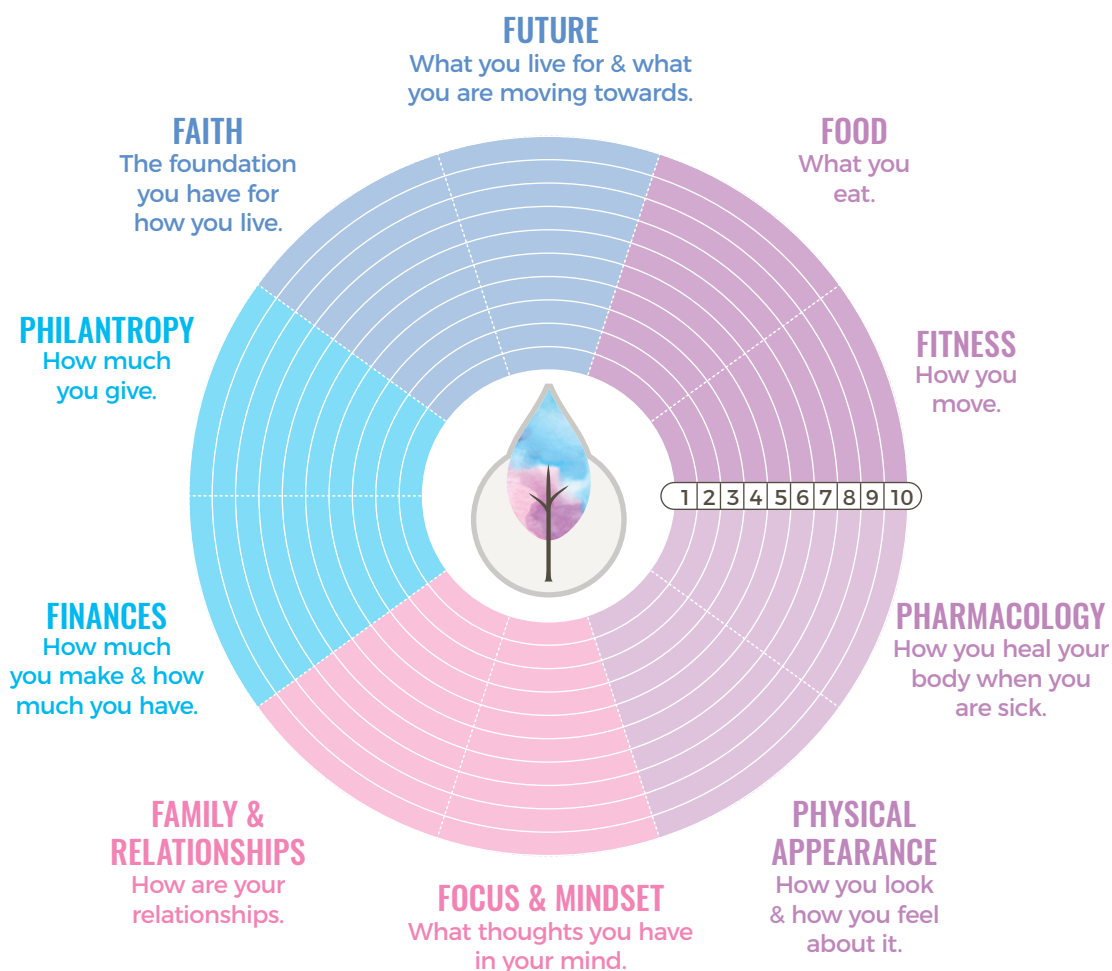 FUTURE
What you live for & what
you are moving towards.
FAITH
The foundation
you have for
how you live.
FOOD
What you
eat.
PHILANTROPY
How much
you give.
FITNESS
How you
move.
1 2 3 4 5 6 7 8 9 10
FINANCES
How much
you make & how
much you have.
PHARMACOLOGY
How you heal your
body when you
are sick.
FAMILY &
RELATIONSHIPS
How are your
relationships.
FOCUS & MINDSET
What thoughts you have
in your mind.
PHYSICAL
APPEARANCE
How you look
& how you feel
about it.